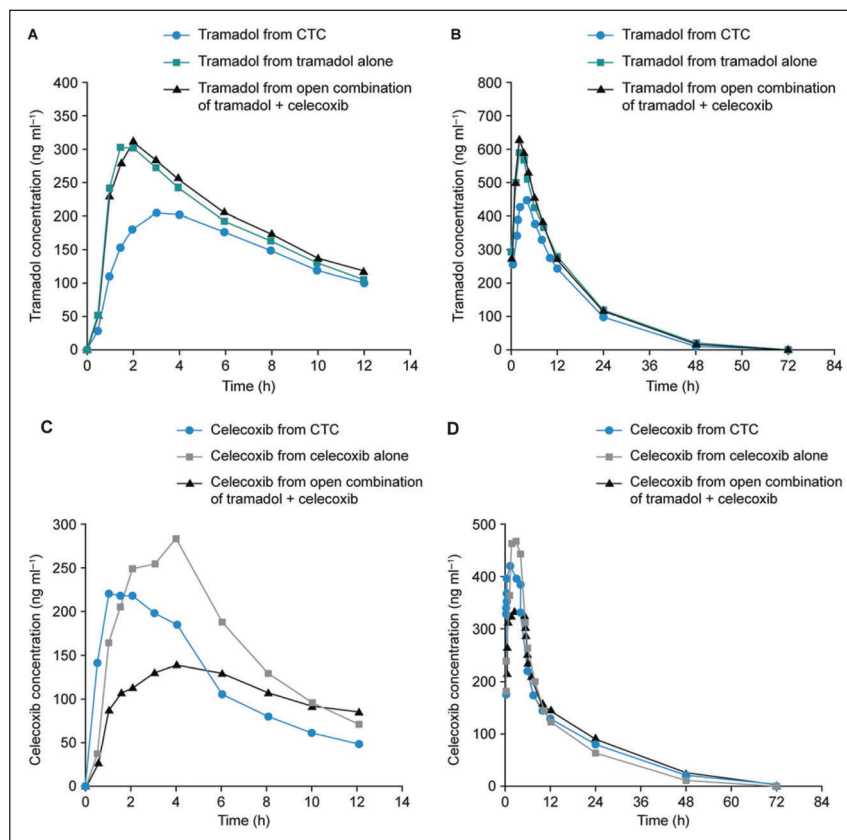 A
Tramadol from CTC
Tramadol from tramadol alone
Tramadol from open combination
of tramadol + celecoxib
Tramadol concentration (ng ml⁻¹)
400
350
300
250
200
150
100
50
0
0 2 4 6 8 10 12 14
Time (h)
B
Tramadol from CTC
Tramadol from tramadol alone
Tramadol from open combination
of tramadol + celecoxib
Tramadol concentration (ng ml⁻¹)
800
700
600
500
400
300
200
100
0
0 12 24 36 48 60 72 84
Time (h)
C
Celecoxib from CTC
Celecoxib from celecoxib alone
Celecoxib from open combination
of tramadol + celecoxib
Celecoxib concentration (ng ml⁻¹)
300
250
200
150
100
50
0
0 2 4 6 8 10 12 14
Time (h)
D
Celecoxib from CTC
Celecoxib from celecoxib alone
Celecoxib from open combination
of tramadol + celecoxib
Celecoxib concentration (ng ml⁻¹)
500
400
300
200
100
0
0 12 24 36 48 60 72 84
Time (h)